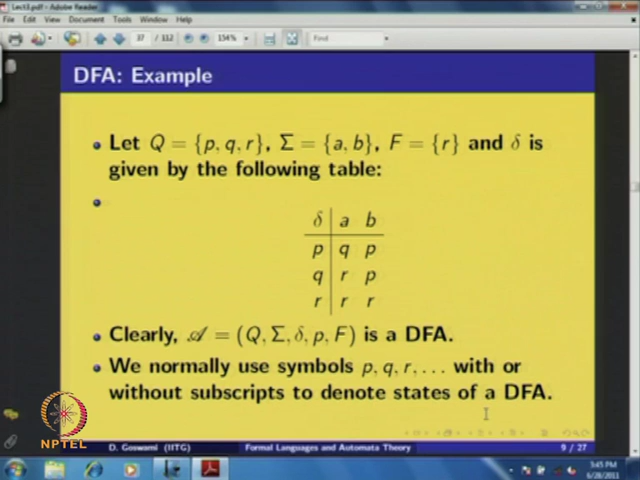 Lect3.pdf - Adobe Reader
File Edit View Document Tools Window Help
37 / 112 154% Find
DFA: Example
Let Q = {p, q, r}, Σ = {a, b}, F = {r} and δ is
given by the following table:
δ a b
p q p
q r p
r r r
Clearly, 𝒜 = (Q, Σ, δ, p, F) is a DFA.
We normally use symbols p, q, r, . . . with or
without subscripts to denote states of a DFA.
NPTEL
D. Goswami (IITG) Formal Languages and Automata Theory 9 / 27
3:45 PM
6/28/2011